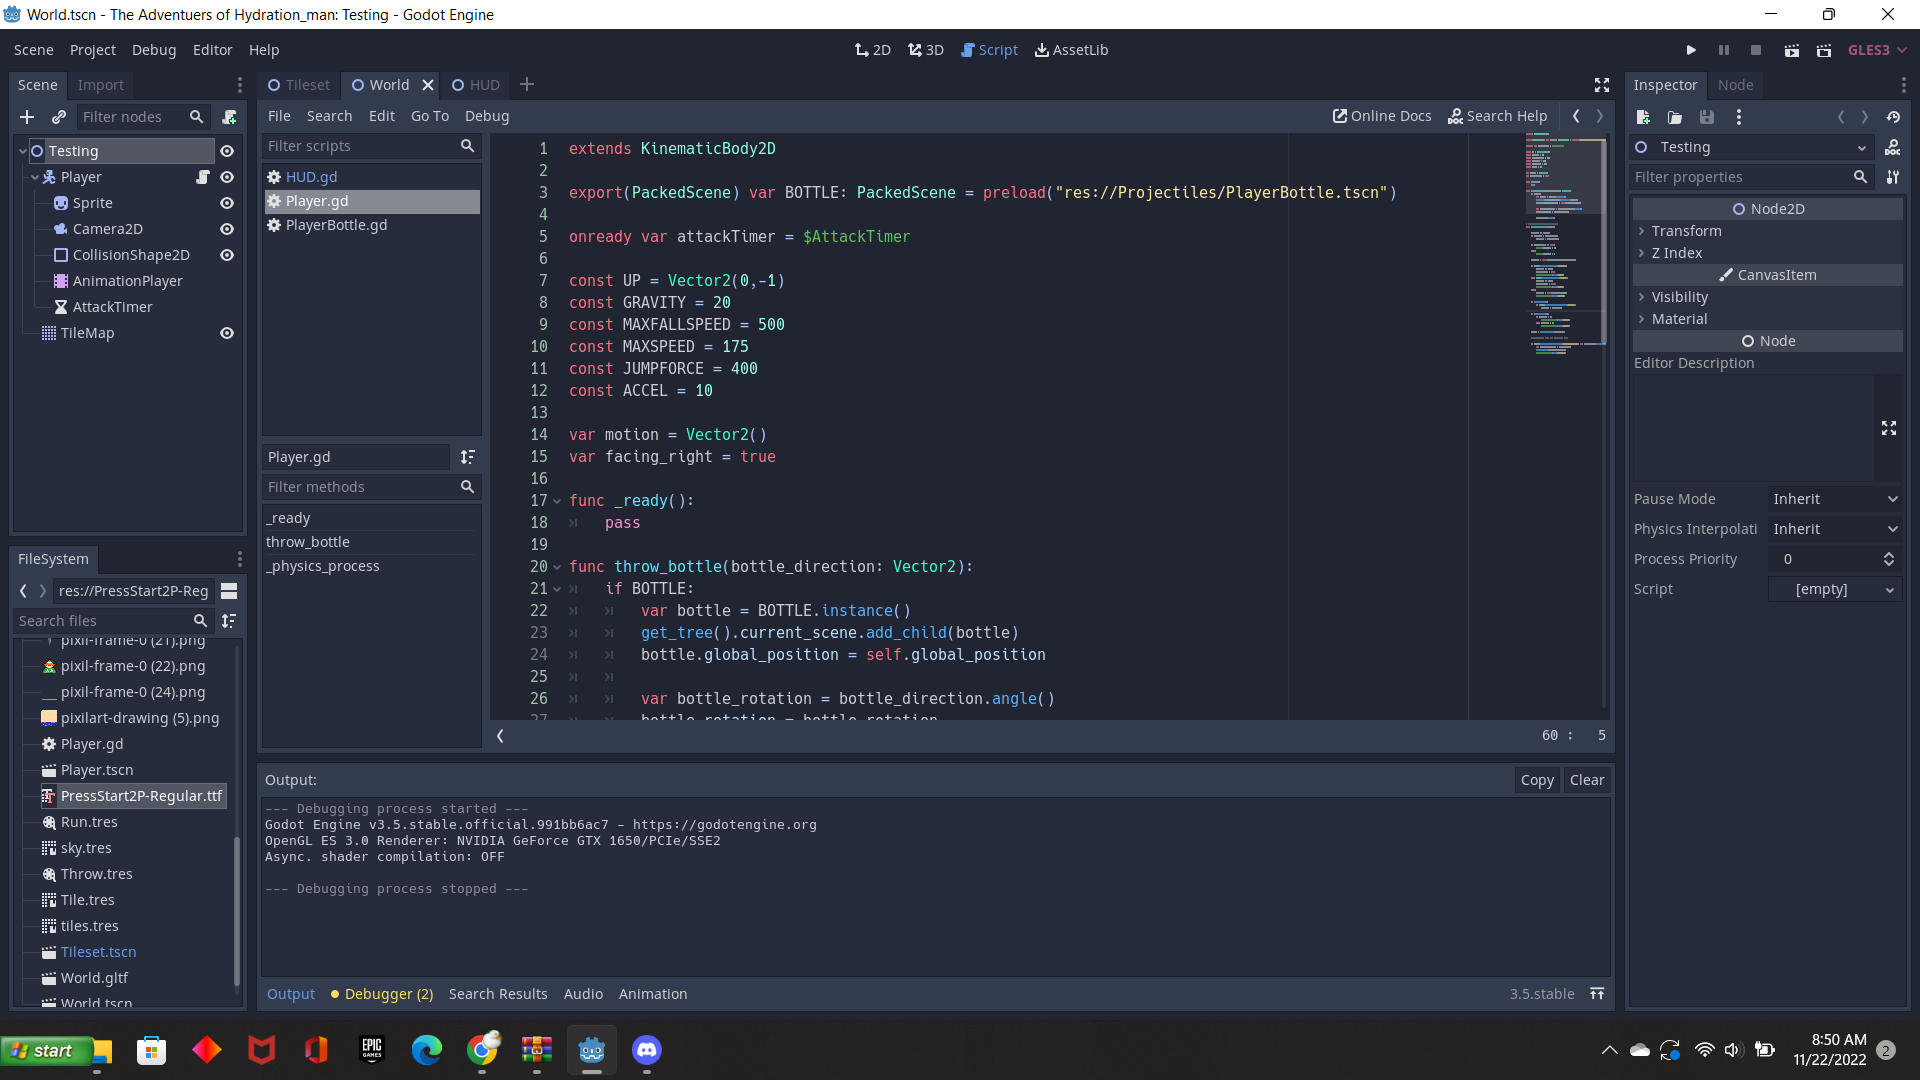 World.tscn - The Adventuers of Hydration_man: Testing - Godot Engine
Scene Project Debug Editor Help
2D 3D Script AssetLib
GLES3
Scene Import
Filter nodes
Testing
Player
Sprite
Camera2D
CollisionShape2D
AnimationPlayer
AttackTimer
TileMap
FileSystem
res://PressStart2P-Reg
Search files
pixil-frame-0 (21).png
pixil-frame-0 (22).png
pixil-frame-0 (24).png
pixilart-drawing (5).png
Player.gd
Player.tscn
PressStart2P-Regular.ttf
Run.tres
sky.tres
Throw.tres
Tile.tres
tiles.tres
Tileset.tscn
World.gltf
World.tscn
Tileset World HUD
File Search Edit Go To Debug
Online Docs Search Help
Filter scripts
HUD.gd
Player.gd
PlayerBottle.gd
Player.gd
Filter methods
_ready
throw_bottle
_physics_process
1 extends KinematicBody2D
2
3 export(PackedScene) var BOTTLE: PackedScene = preload("res://Projectiles/PlayerBottle.tscn")
4
5 onready var attackTimer = $AttackTimer
6
7 const UP = Vector2(0,-1)
8 const GRAVITY = 20
9 const MAXFALLSPEED = 500
10 const MAXSPEED = 175
11 const JUMPFORCE = 400
12 const ACCEL = 10
13
14 var motion = Vector2()
15 var facing_right = true
16
17 func _ready():
18 pass
19
20 func throw_bottle(bottle_direction: Vector2):
21 if BOTTLE:
22 var bottle = BOTTLE.instance()
23 get_tree().current_scene.add_child(bottle)
24 bottle.global_position = self.global_position
25
26 var bottle_rotation = bottle_direction.angle()
27 bottle.rotation = bottle_rotation
60 : 5
Output:
Copy Clear
--- Debugging process started ---
Godot Engine v3.5.stable.official.991bb6ac7 - https://godotengine.org
OpenGL ES 3.0 Renderer: NVIDIA GeForce GTX 1650/PCIe/SSE2
Async. shader compilation: OFF
--- Debugging process stopped ---
Output Debugger (2) Search Results Audio Animation
3.5.stable
Inspector Node
Testing
Filter properties
Node2D
Transform
Z Index
CanvasItem
Visibility
Material
Node
Editor Description
Pause Mode Inherit
Physics Interpolati Inherit
Process Priority 0
Script [empty]
start
EPIC GAMES
8:50 AM
11/22/2022
2